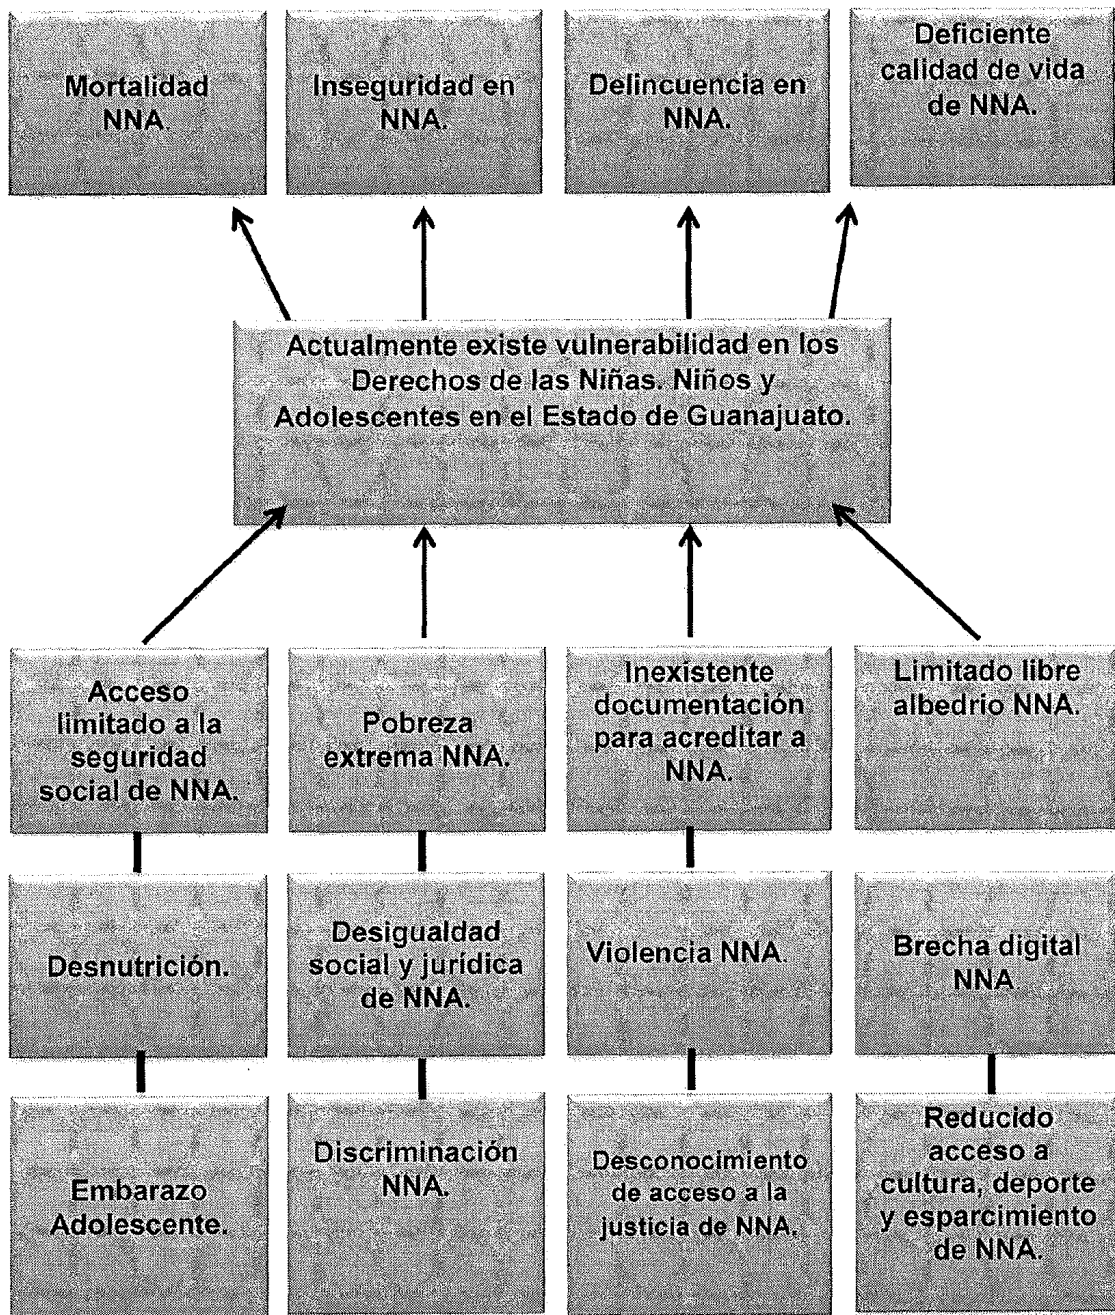 Mortalidad
NNA.
Inseguridad en
NNA.
Delincuencia en
NNA.
Deficiente
calidad de vida
de NNA.
Actualmente existe vulnerabilidad en los
Derechos de las Niñas. Niños y
Adolescentes en el Estado de Guanajuato.
Acceso
limitado a la
seguridad
social de NNA.
Pobreza
extrema NNA.
Inexistente
documentación
para acreditar a
NNA.
Limitado libre
albedrio NNA.
Desnutrición.
Desigualdad
social y jurídica
de NNA.
Violencia NNA.
Brecha digital
NNA
Embarazo
Adolescente.
Discriminación
NNA.
Desconocimiento
de acceso a la
justicia de NNA.
Reducido
acceso a
cultura, deporte
y esparcimiento
de NNA.